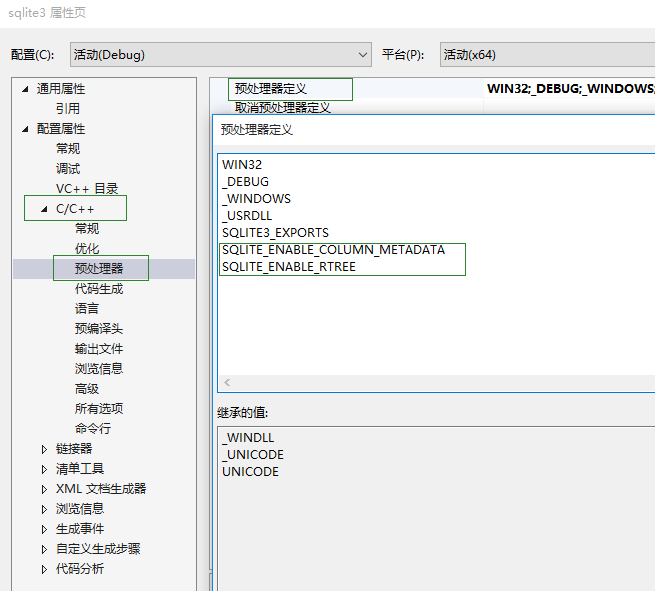 sqlite3 属性页
配置(C): 活动(Debug) 平台(P): 活动(x64)
通用属性
引用
配置属性
常规
调试
VC++ 目录
C/C++
常规
优化
预处理器
代码生成
语言
预编译头
输出文件
浏览信息
高级
所有选项
命令行
链接器
清单工具
XML 文档生成器
浏览信息
生成事件
自定义生成步骤
代码分析
预处理器定义 WIN32;_DEBUG;_WINDOWS;
取消预处理器定义
预处理器定义
WIN32
_DEBUG
_WINDOWS
_USRDLL
SQLITE3_EXPORTS
SQLITE_ENABLE_COLUMN_METADATA
SQLITE_ENABLE_RTREE
继承的值:
_WINDLL
_UNICODE
UNICODE